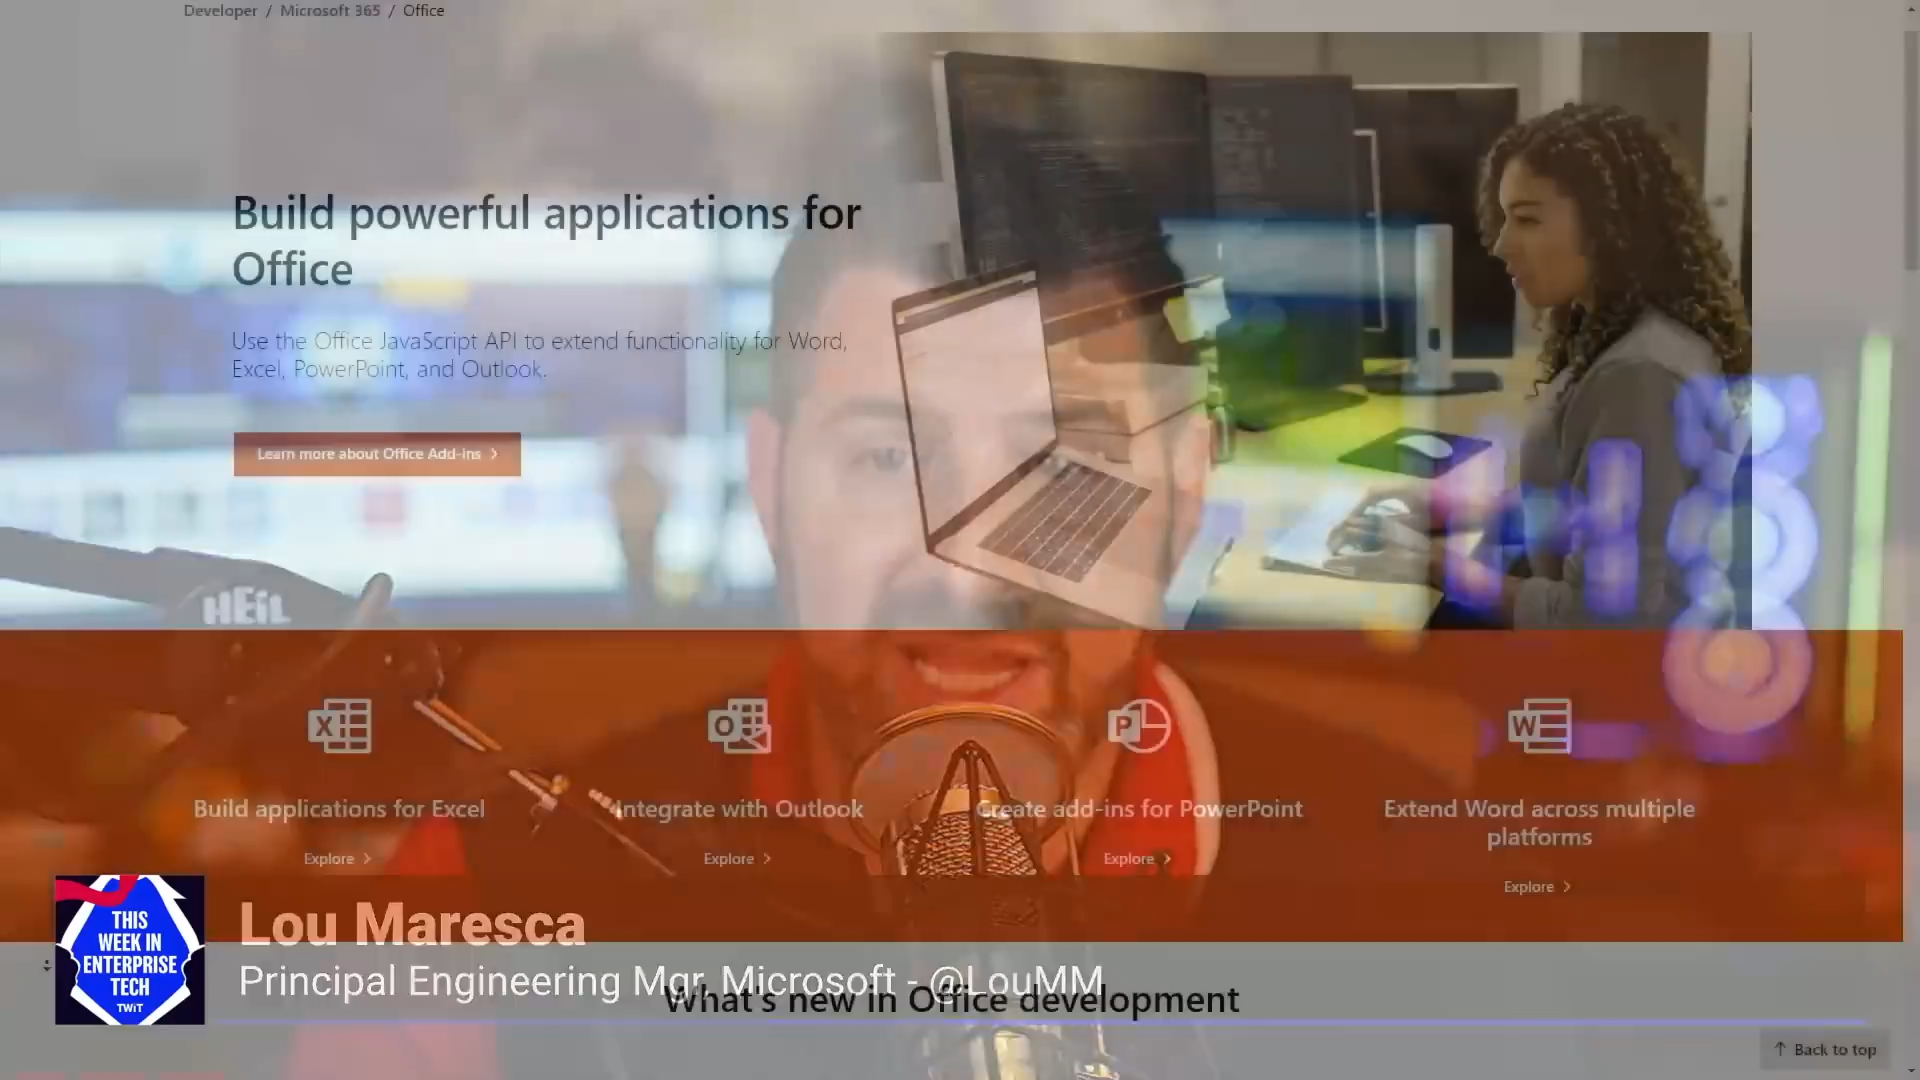 Developer / Microsoft 365 / Office
Build powerful applications for
Office
Use the Office JavaScript API to extend functionality for Word,
Excel, PowerPoint, and Outlook.
Learn more about Office Add-ins >
HEiL
X
O
P
W
Build applications for Excel
Integrate with Outlook
Create add-ins for PowerPoint
Extend Word across multiple
platforms
Explore >
Explore >
Explore >
Explore >
THIS
WEEK IN
ENTERPRISE
TECH
TWiT
Lou Maresca
Principal Engineering Mgr, Microsoft - @LouMM
What's new in Office development
↑ Back to top